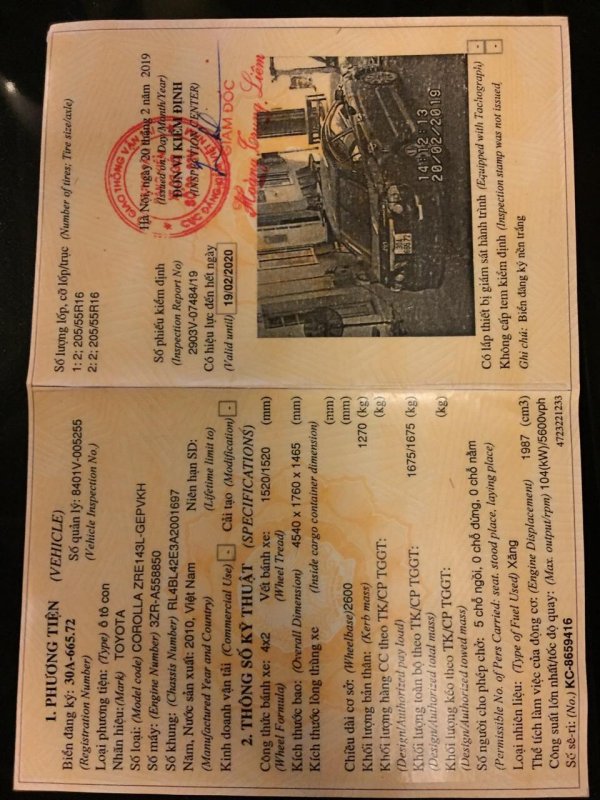 1. PHƯƠNG TIỆN (VEHICLE)
Biển đăng ký: 30A-665.72 Số quản lý: 8401V-005255
(Registration Number) (Vehicle Inspection No.)
Loại phương tiện: (Type) ô tô con
Nhãn hiệu: (Mark) TOYOTA
Số loại: (Model code) COROLLA ZRE143L-GEPVKH
Số máy: (Engine Number) 3ZR-A558850
Số khung: (Chassis Number) RL4BL42E3A2001697
Năm, Nước sản xuất: 2010, Việt Nam Niên hạn SD:
(Manufactured Year and Country) (Lifetime limit to)
Kinh doanh vận tải (Commercial Use) - Cải tạo (Modification) -
2. THÔNG SỐ KỸ THUẬT (SPECIFICATIONS)
Công thức bánh xe: 4x2 Vết bánh xe: 1520/1520 (mm)
(Wheel Formula) (Wheel Tread)
Kích thước bao: (Overall Dimension) 4540 x 1760 x 1465 (mm)
Kích thước lòng thùng xe (Inside cargo container dimension)
(mm)
Chiều dài cơ sở: (Wheelbase) 2600 (mm)
Khối lượng bản thân: (Kerb mass) 1270 (kg)
Khối lượng hàng CC theo TK/CP TGGT: (kg)
(Design/Authorized pay load)
Khối lượng toàn bộ theo TK/CP TGGT: 1675/1675 (kg)
(Design/Authorized total mass)
Khối lượng kéo theo TK/CP TGGT: (kg)
(Design/Authorized towed mass)
Số người cho phép chở: 5 chỗ ngồi, 0 chỗ đứng, 0 chỗ nằm
(Permissible No. of Pers Carried: seat. stood place, laying place)
Loại nhiên liệu: (Type of Fuel Used) Xăng
Thể tích làm việc của động cơ: (Engine Displacement) 1987 (cm3)
Công suất lớn nhất/tốc độ quay: (Max. output/rpm) 104(KW)/5600vph
Số sê-ri: (No.) KC-8659416 4723221233
Số lượng lốp, cỡ lốp/trục (Number of tires; Tire size/axle)
1: 2; 205/55R16
2: 2; 205/55R16
Số phiếu kiểm định
(Inspection Report No)
2903V-07484/19
Có hiệu lực đến hết ngày
(Valid until) 19/02/2020
Hà Nội, ngày 20 tháng 2 năm 2019
(Issued on: Day/Month/Year)
ĐƠN VỊ KIỂM ĐỊNH
(INSPECTION CENTER)
GIAO THÔNG VẬN
GIÁM ĐỐC
Hoàng Trung Liêm
30A
665.72
14:02:13
20/02/2019
Có lắp thiết bị giám sát hành trình (Equipped with Tachograph) -
Không cấp tem kiểm định (Inspection stamp was not issued) -
Ghi chú: Biển đăng ký nền trắng